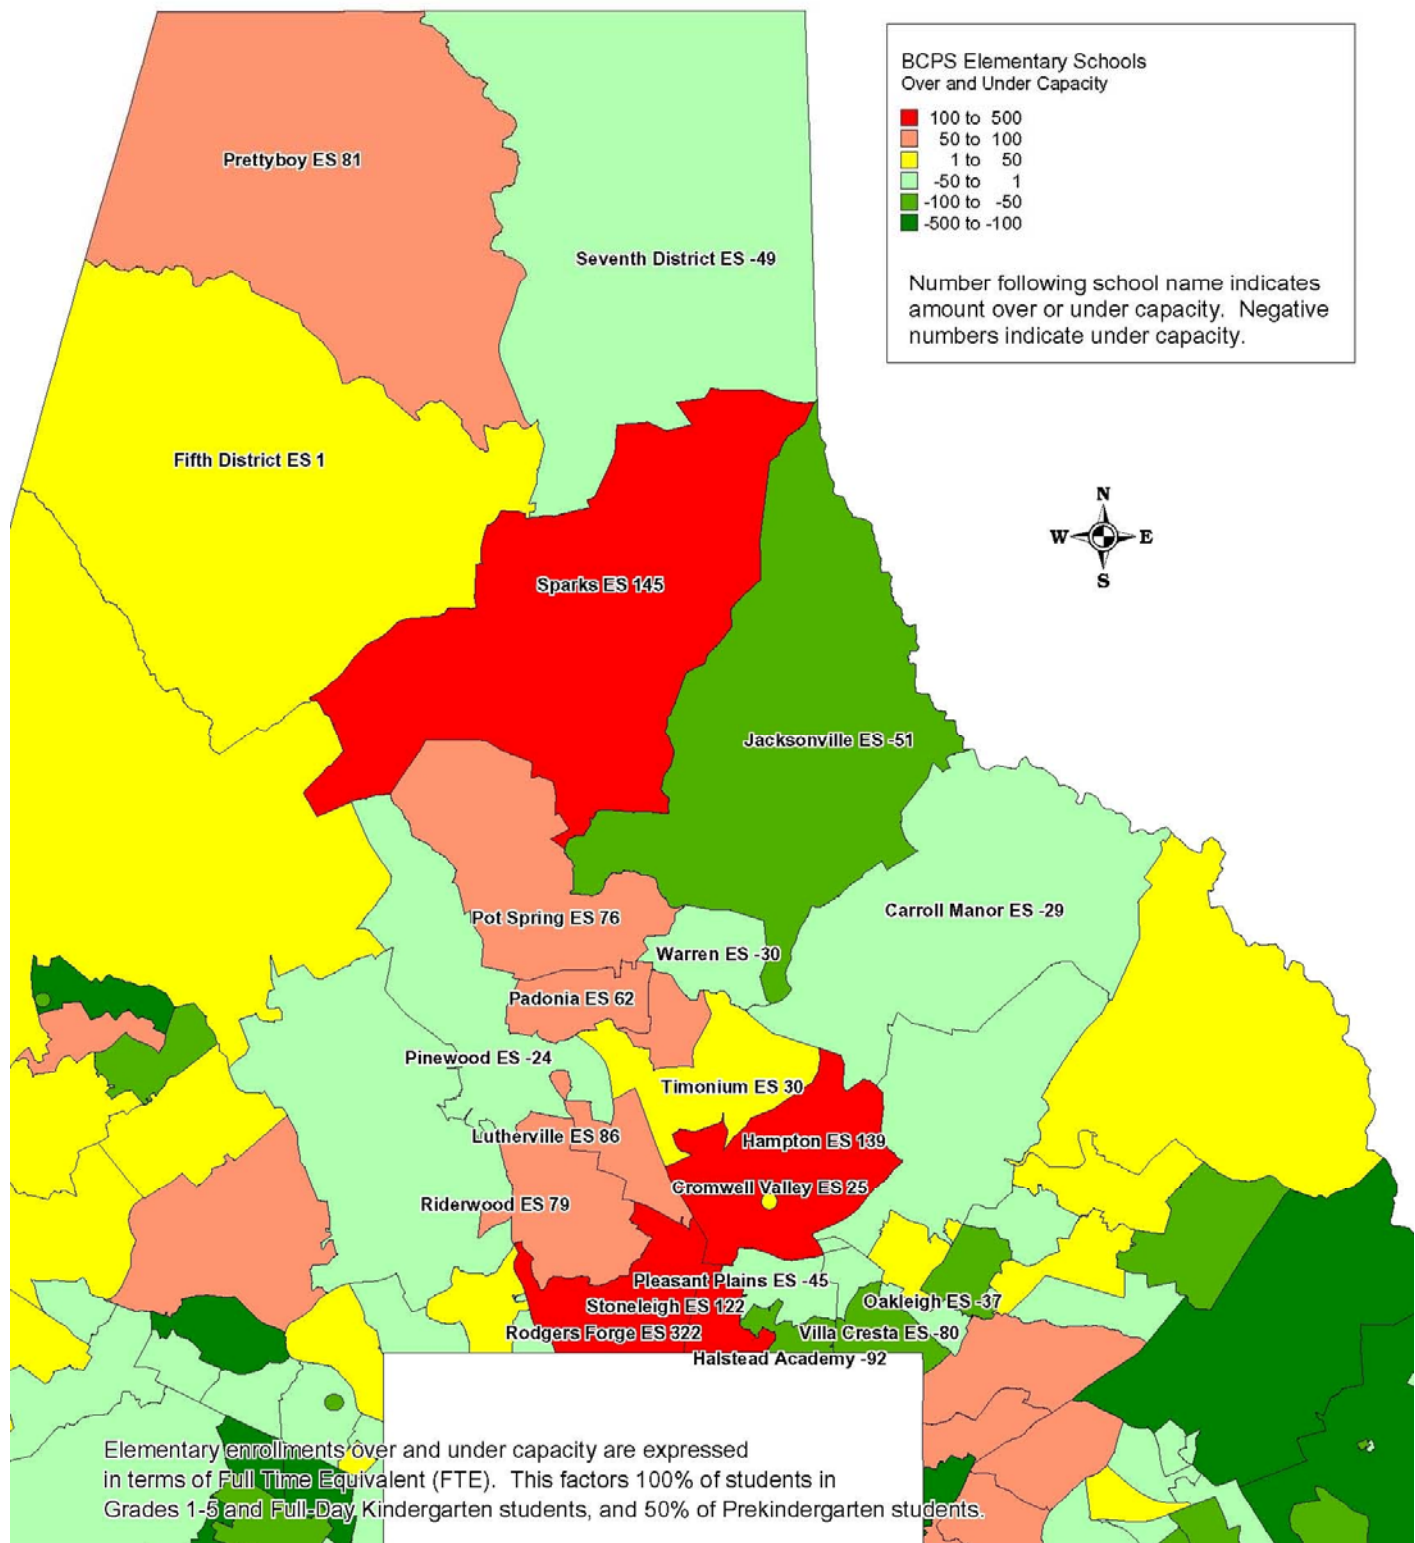 BCPS Elementary Schools
Over and Under Capacity
100 to 500
50 to 100
1 to 50
-50 to 1
-100 to -50
-500 to -100
Number following school name indicates
amount over or under capacity. Negative
numbers indicate under capacity.
Prettyboy ES 81
Seventh District ES -49
Fifth District ES 1
N
W E
S
Sparks ES 145
Jacksonville ES -51
Carroll Manor ES -29
Pot Spring ES 76
Warren ES -30
Padonia ES 62
Pinewood ES -24
Timonium ES 30
Lutherville ES 86
Hampton ES 139
Cromwell Valley ES 25
Riderwood ES 79
Pleasant Plains ES -45
Stoneleigh ES 122
Oakleigh ES -37
Rodgers Forge ES 322
Villa Cresta ES -80
Halstead Academy -92
Elementary enrollments over and under capacity are expressed
in terms of Full Time Equivalent (FTE). This factors 100% of students in
Grades 1-5 and Full-Day Kindergarten students, and 50% of Prekindergarten students.